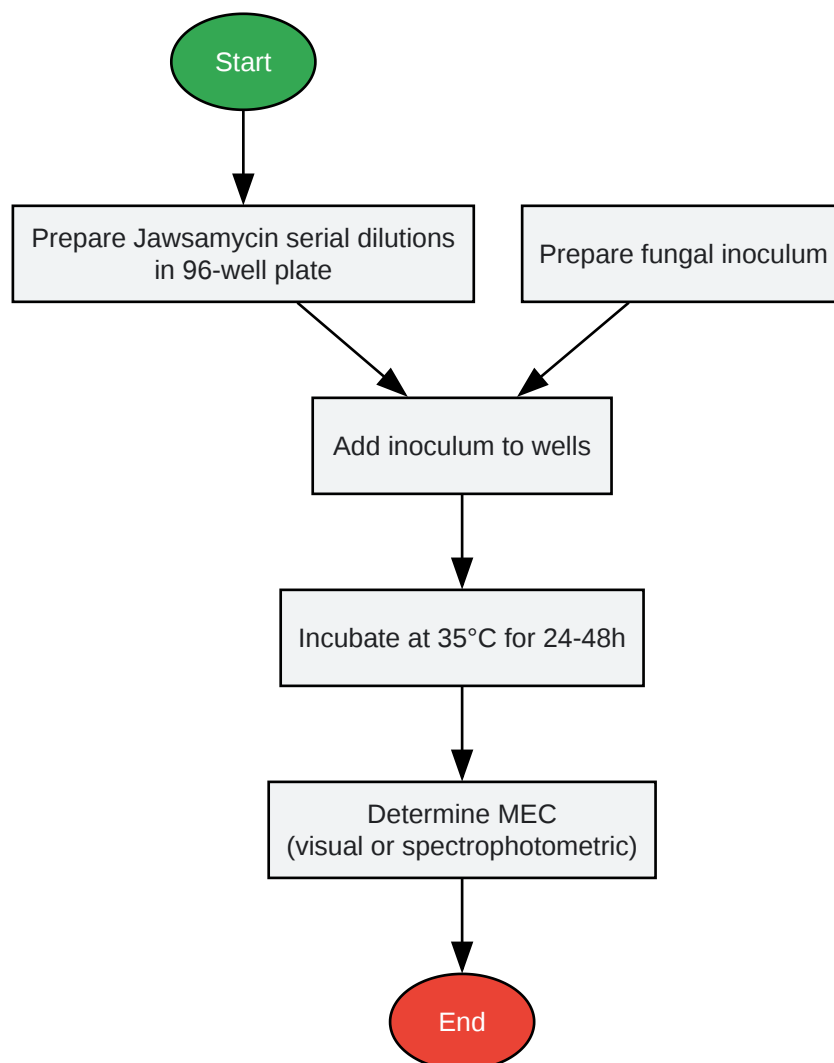 Start
Prepare Jawsamycin serial dilutions
in 96-well plate
Prepare fungal inoculum
Add inoculum to wells
Incubate at 35°C for 24-48h
Determine MEC
(visual or spectrophotometric)
End